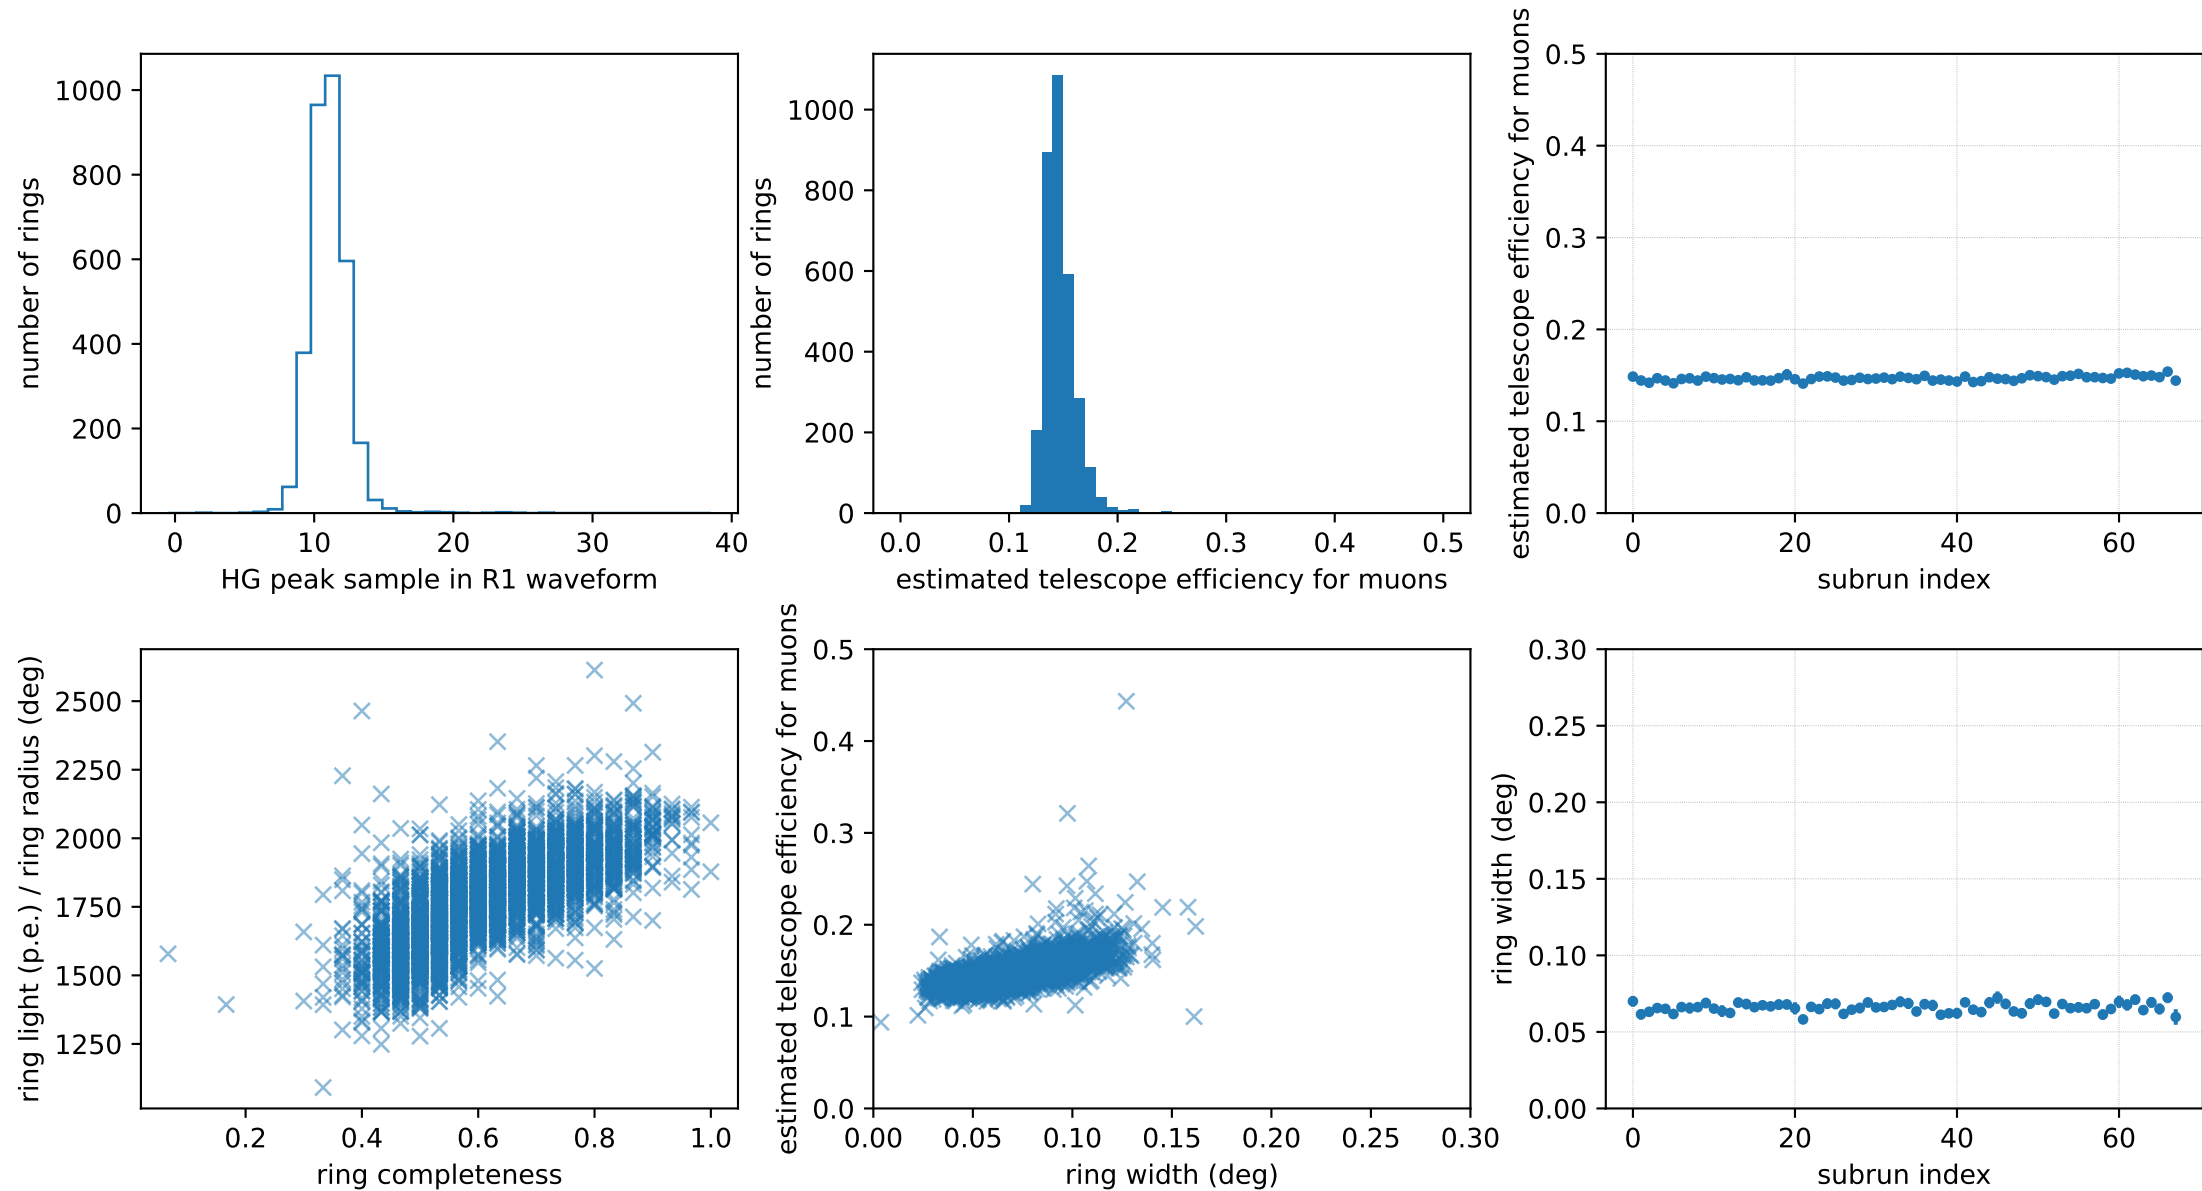 number of rings
1000
800
600
400
200
0
0 10 20 30 40
HG peak sample in R1 waveform
number of rings
1000
800
600
400
200
0
0.0 0.1 0.2 0.3 0.4 0.5
estimated telescope efficiency for muons
estimated telescope efficiency for muons
0.5
0.4
0.3
0.2
0.1
0.0
0 20 40 60
subrun index
ring light (p.e.) / ring radius (deg)
2500
2250
2000
1750
1500
1250
0.2 0.4 0.6 0.8 1.0
ring completeness
estimated telescope efficiency for muons
0.5
0.4
0.3
0.2
0.1
0.0
0.00 0.05 0.10 0.15 0.20 0.25 0.30
ring width (deg)
ring width (deg)
0.30
0.25
0.20
0.15
0.10
0.05
0.00
0 20 40 60
subrun index